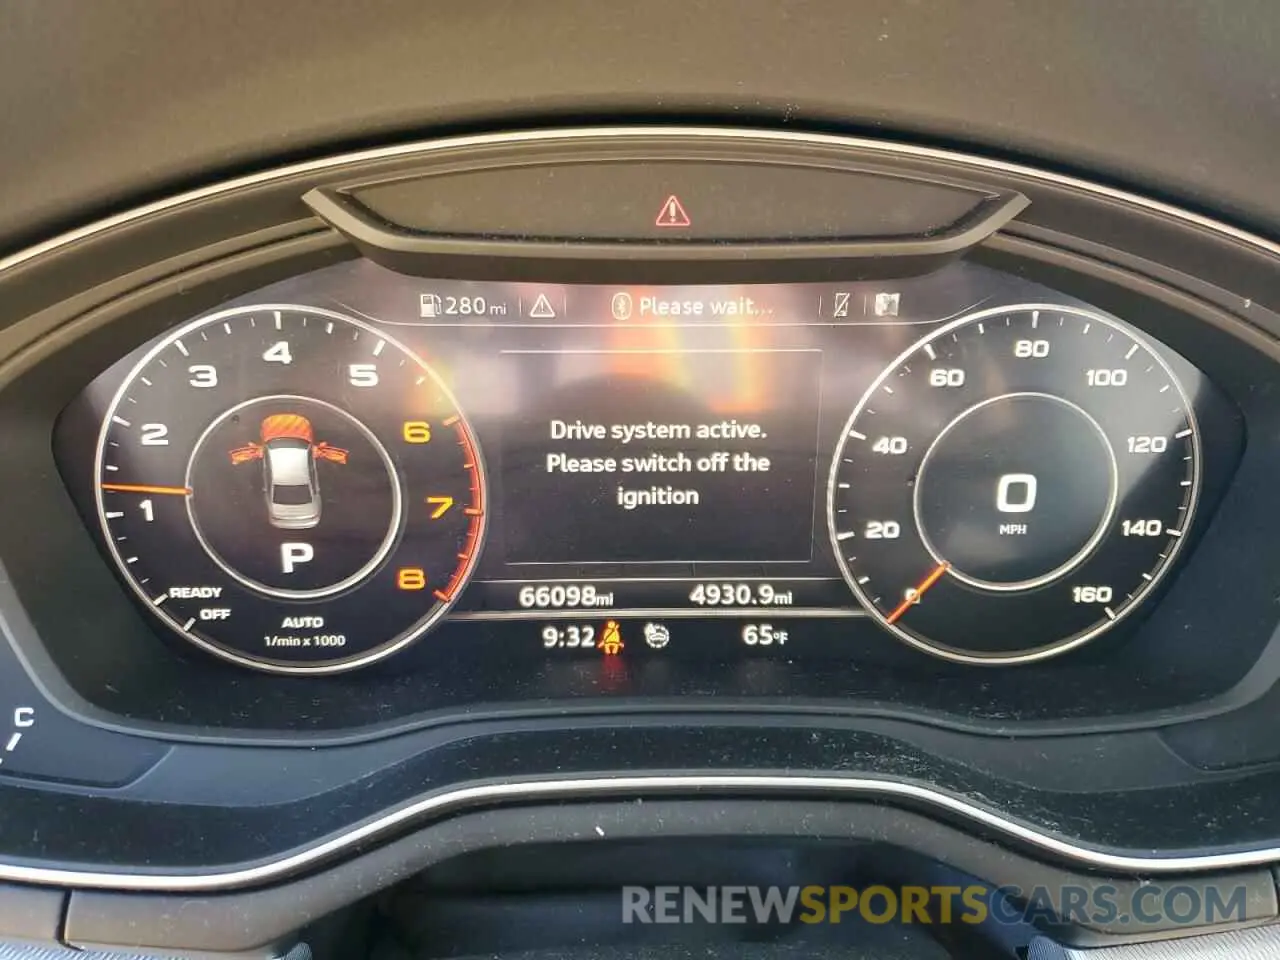 280 mi
Please wait...
Drive system active.
Please switch off the
ignition
1 2 3 4 5 6 7 8
P
READY
OFF
AUTO
1/min x 1000
66098mi 4930.9mi
9:32 65°F
20 40 60 80 100 120 140 160
0
MPH
C
RENEWSPORTSCARS.COM